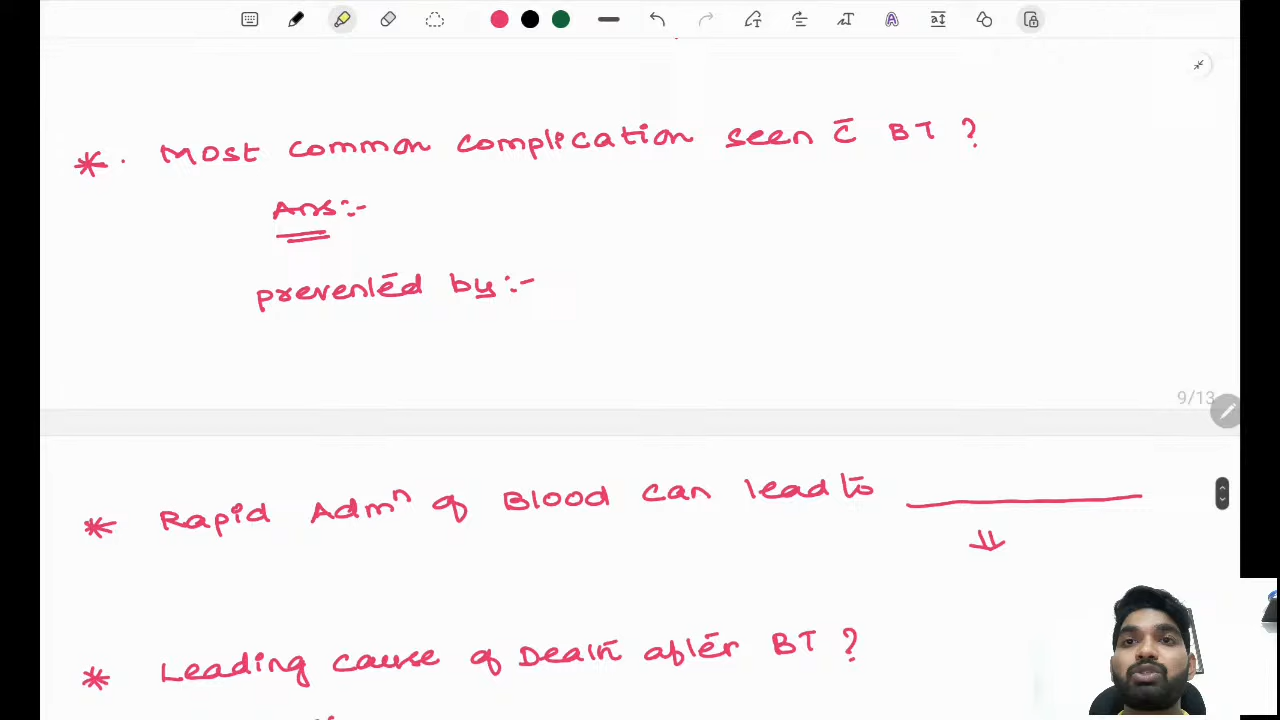 * . Most common complication seen c̄ BT ?
Ans:-
prevented by:-
9/13
* Rapid Admⁿ of Blood can lead to ________
⇓
* Leading cause of Death after BT ?